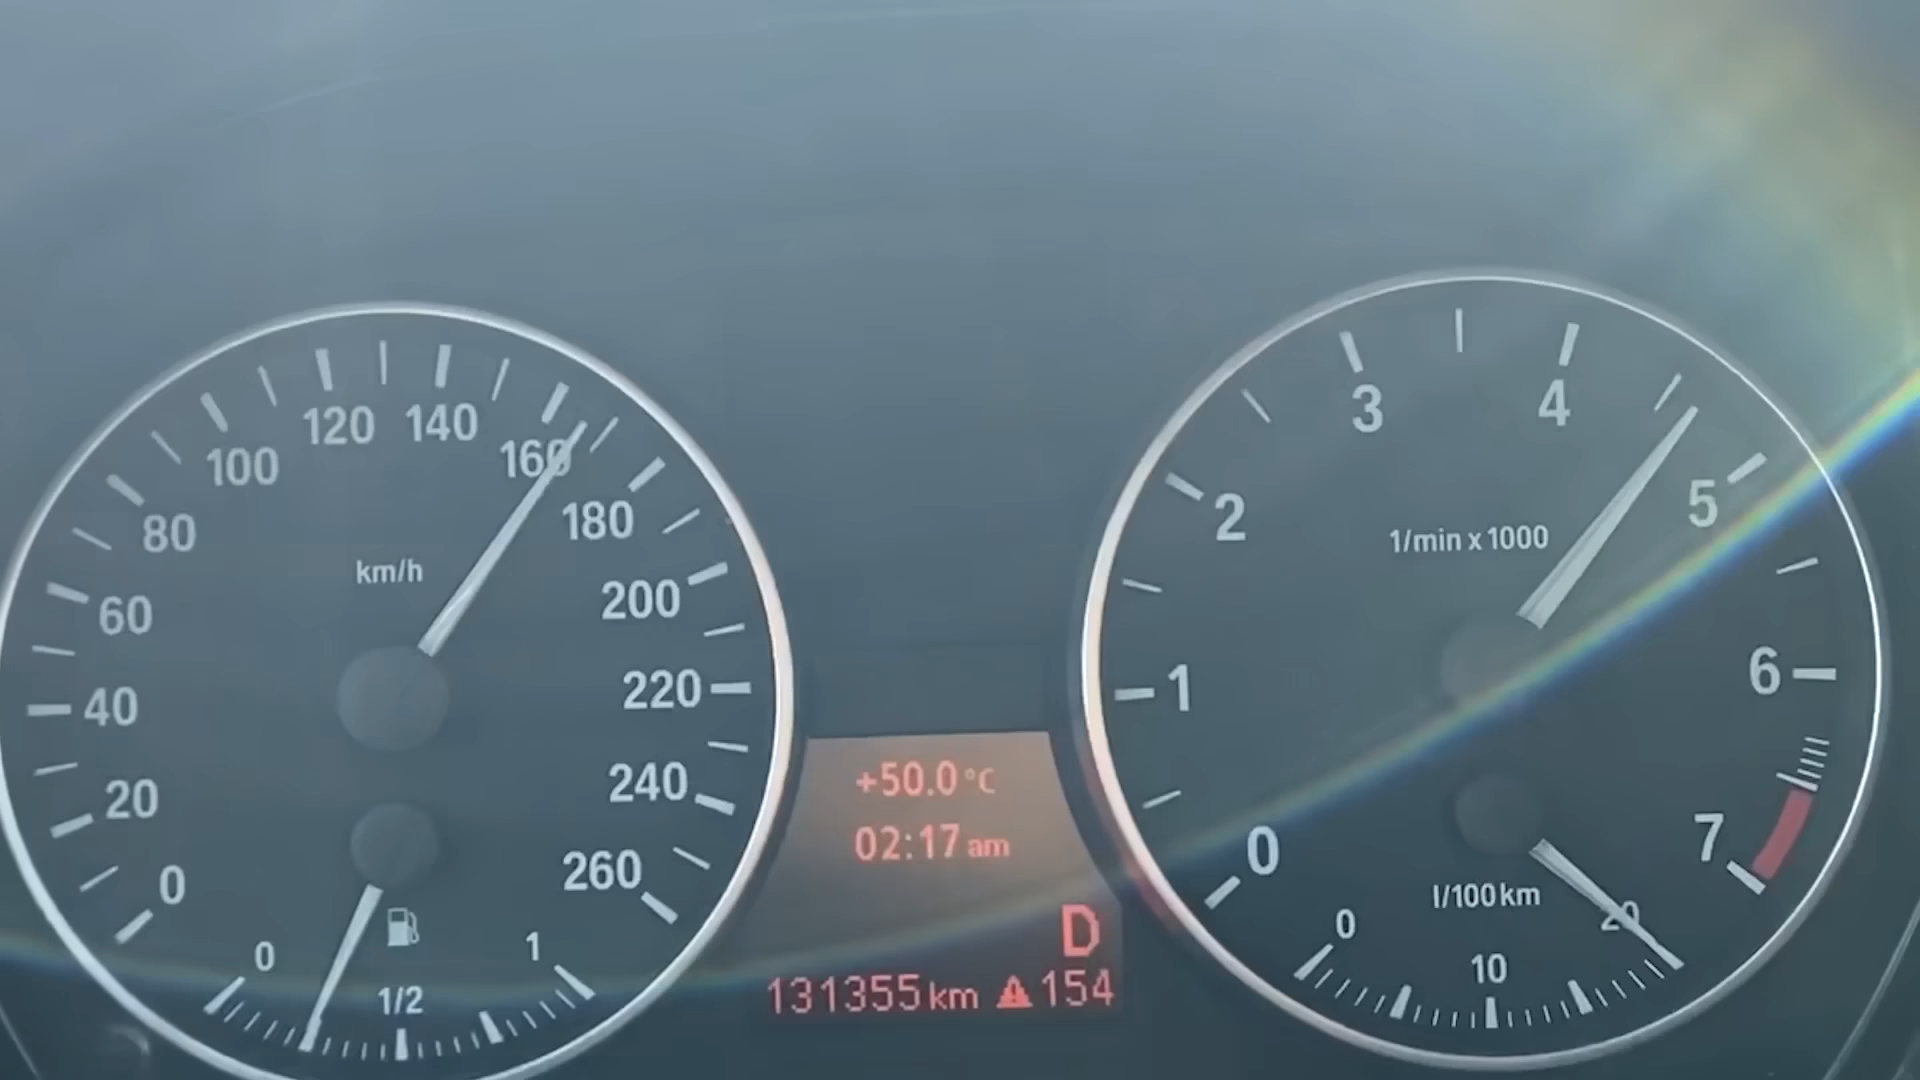 120 140
100 160
80 180
km/h
60 200
40 220
20 240
0 260
0 1/2 1
+50.0°C
02:17 am
D
131355 km 154
3 4
2 5
1/min x 1000
1 6
0 7
l/100 km
0 10 20